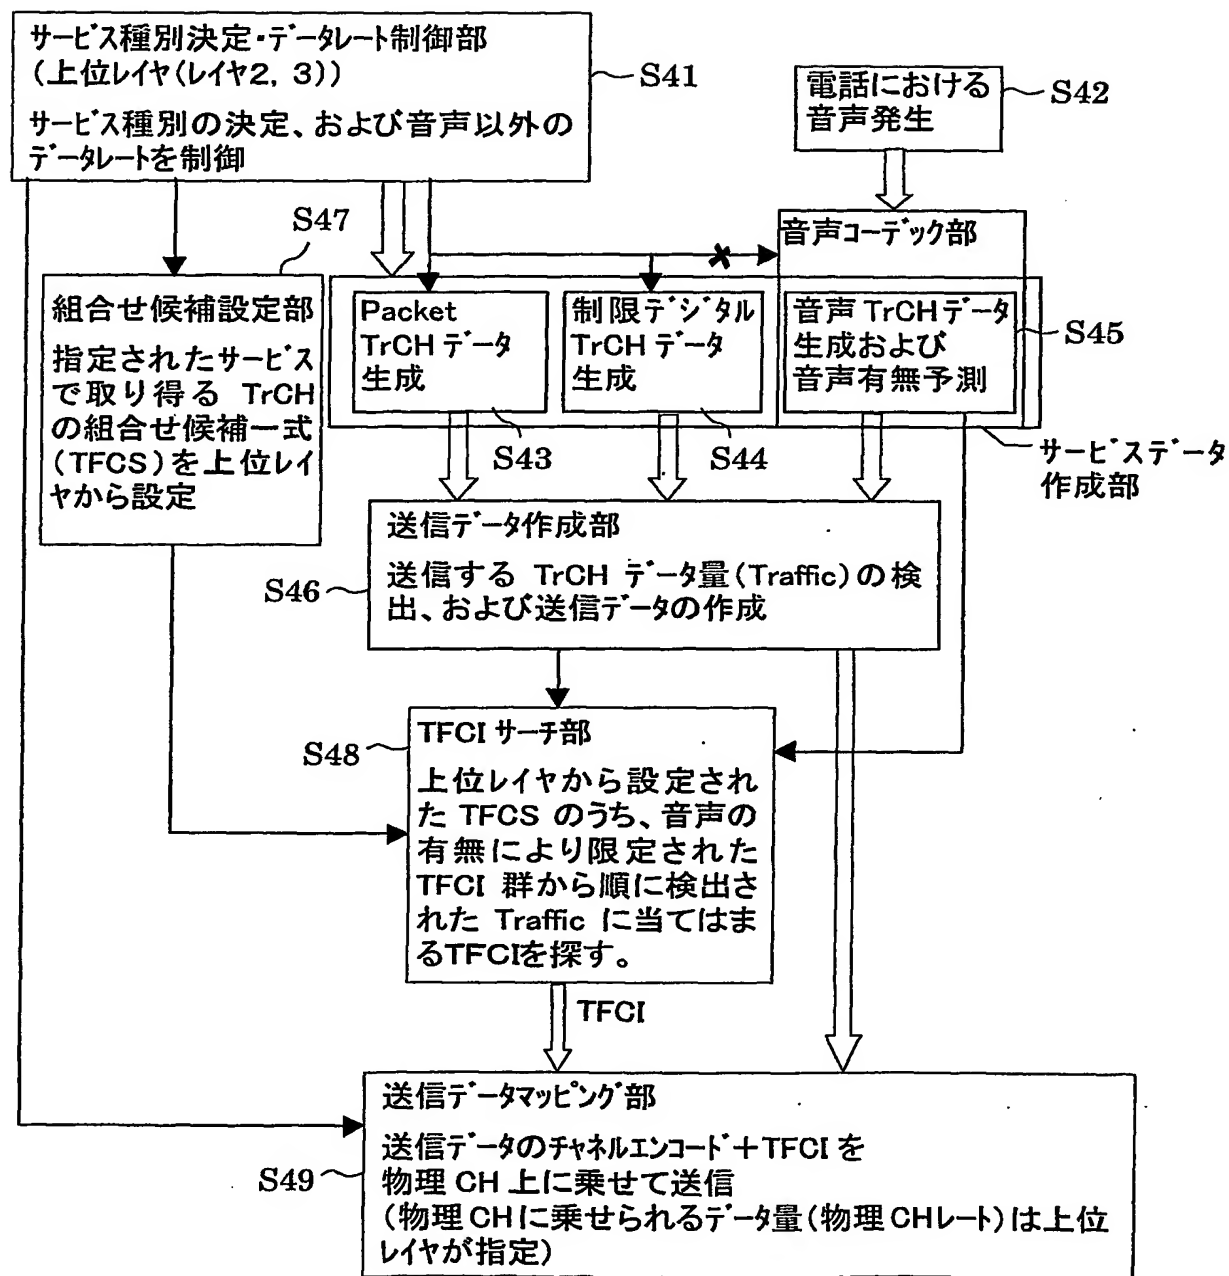 サービス種別決定・データレート制御部
(上位レイヤ(レイヤ2, 3))
サービス種別の決定、および音声以外の
データレートを制御
S41
電話における
音声発生
S42
S47
音声コーデック部
組合せ候補設定部
指定されたサービス
で取り得る TrCH
の組合せ候補一式
(TFCS)を上位レイ
ヤから設定
Packet
TrCH データ
生成
制限デジタル
TrCH データ
生成
音声 TrCHデータ
生成および
音声有無予測
S45
S43
S44
サービスデータ
作成部
送信データ作成部
送信する TrCH データ量(Traffic)の検
出、および送信データの作成
S46
TFCI サーチ部
上位レイヤから設定され
た TFCS のうち、音声の
有無により限定された
TFCI 群から順に検出さ
れた Traffic に当てはま
るTFCIを探す。
S48
TFCI
送信データマッピング部
送信データのチャネルエンコード+TFCIを
物理 CH 上に乗せて送信
(物理 CHに乗せられるデータ量(物理 CHレート)は上位
レイヤが指定)
S49